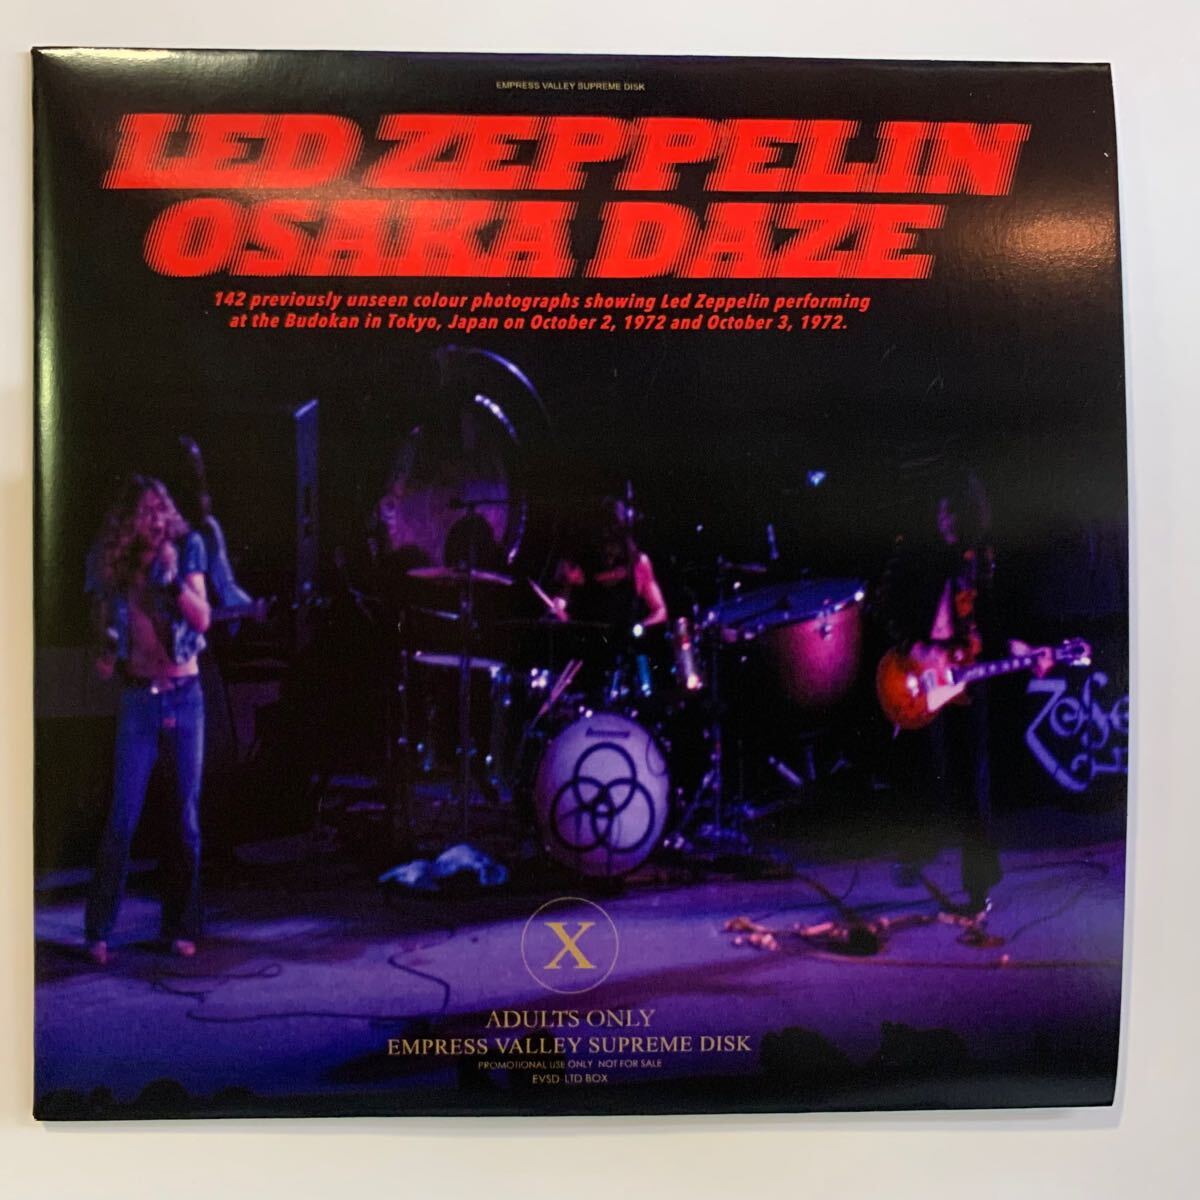 EMPRESS VALLEY SUPREME DISK
LED ZEPPELIN
OSAKA DAZE
142 previously unseen colour photographs showing Led Zeppelin performing
at the Budokan in Tokyo, Japan on October 2, 1972 and October 3, 1972.
X
ADULTS ONLY
EMPRESS VALLEY SUPREME DISK
PROMOTIONAL USE ONLY NOT FOR SALE
EVSD-LTD BOX